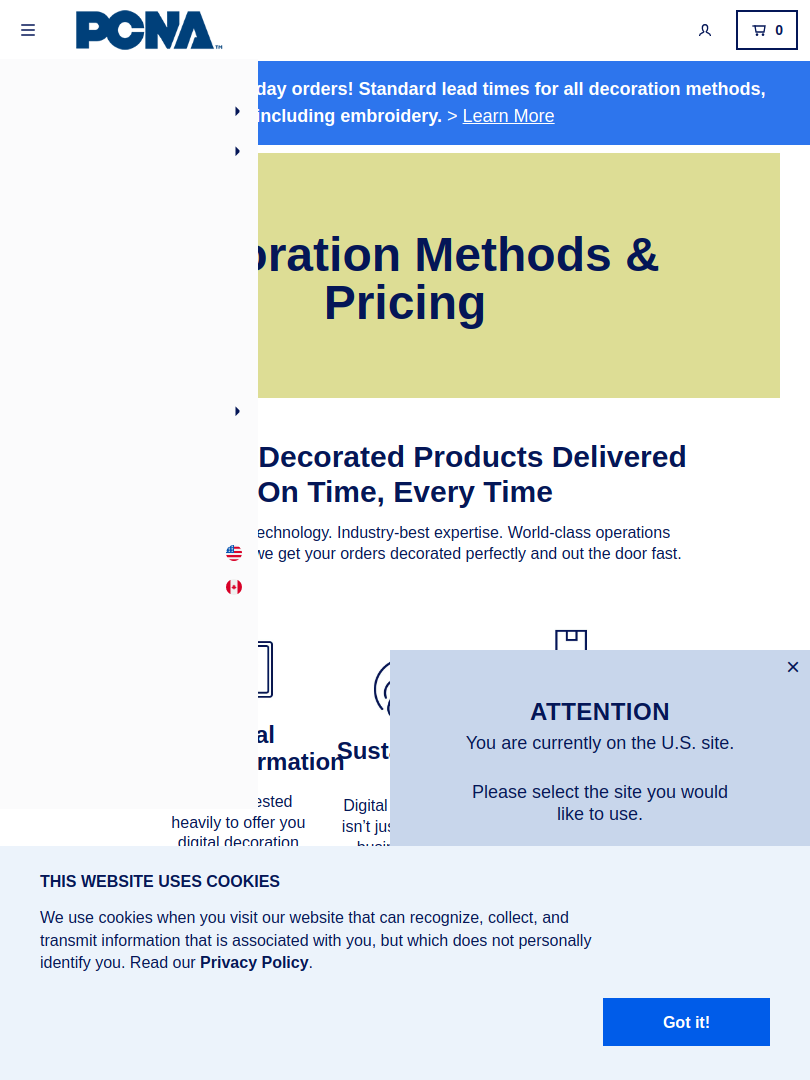 PCNA™
0
day orders! Standard lead times for all decoration methods,
including embroidery. > Learn More
oration Methods &
Pricing
Decorated Products Delivered
On Time, Every Time
echnology. Industry-best expertise. World-class operations
we get your orders decorated perfectly and out the door fast.
al
rmation
ested
heavily to offer you
digital decoration
Sust
Digital
isn't jus
×
ATTENTION
You are currently on the U.S. site.
Please select the site you would
like to use.
THIS WEBSITE USES COOKIES
We use cookies when you visit our website that can recognize, collect, and
transmit information that is associated with you, but which does not personally
identify you. Read our Privacy Policy.
Got it!